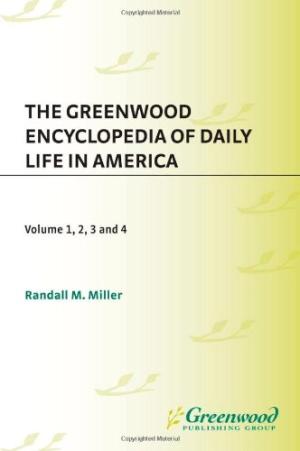 Copyrighted Material
THE GREENWOOD
ENCYCLOPEDIA OF DAILY
LIFE IN AMERICA
Volume 1, 2, 3 and 4
Randall M. Miller
Greenwood
PUBLISHING GROUP
Copyrighted Material